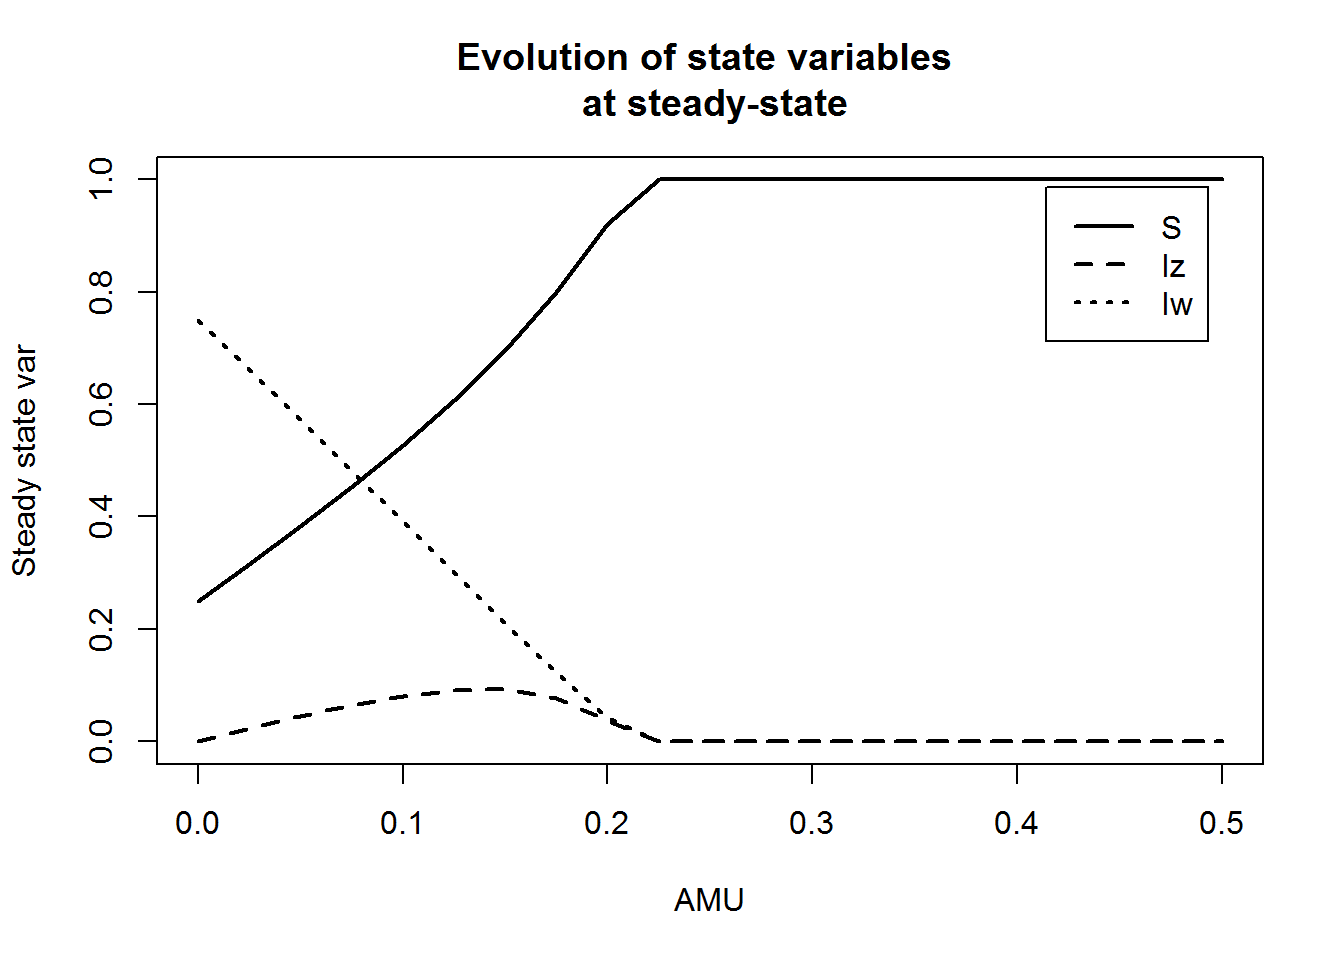 Evolution of state variables
at steady-state
Steady state var
1.0
0.8
0.6
0.4
0.2
0.0
S
Iz
Iw
0.0 0.1 0.2 0.3 0.4 0.5
AMU